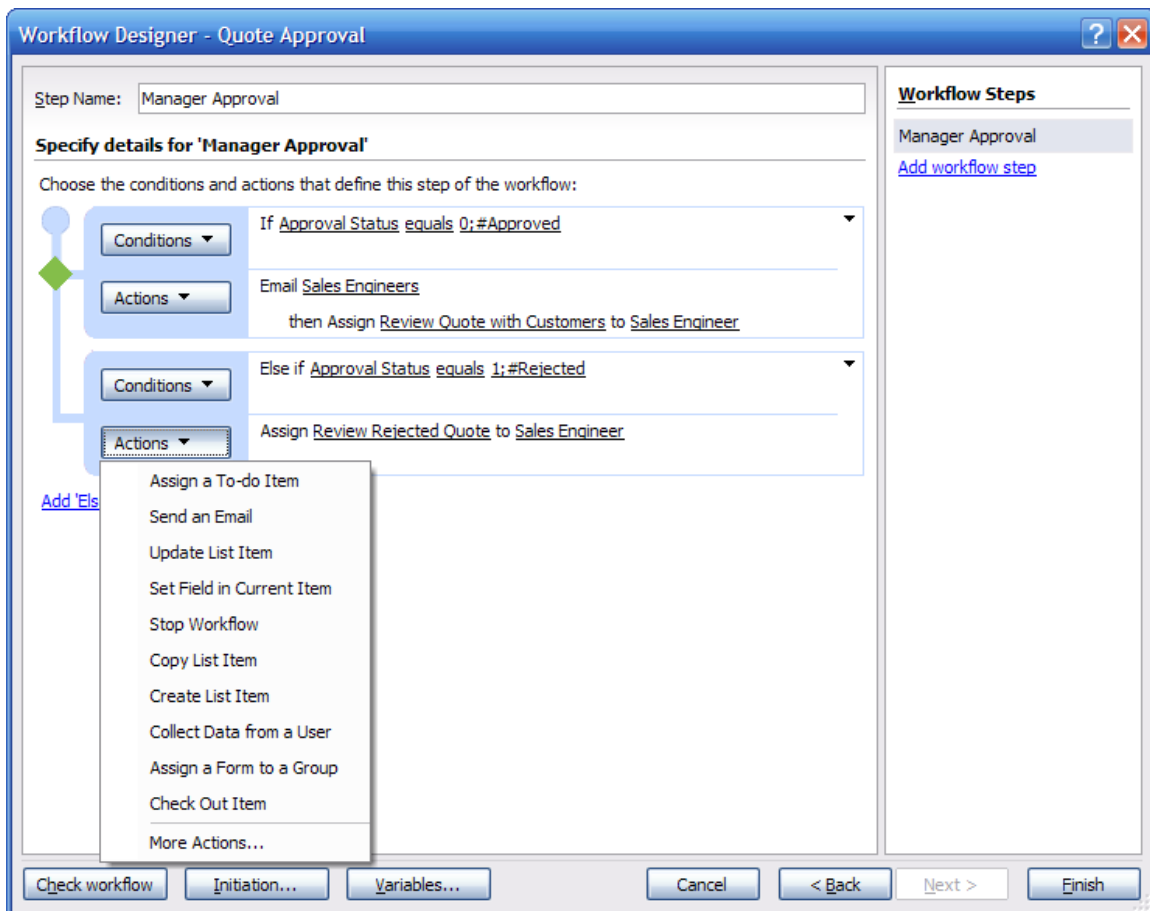 Workflow Designer - Quote Approval
?
Step Name: Manager Approval
Specify details for 'Manager Approval'
Choose the conditions and actions that define this step of the workflow:
Conditions
If Approval Status equals 0;#Approved
Actions
Email Sales Engineers
then Assign Review Quote with Customers to Sales Engineer
Conditions
Else if Approval Status equals 1;#Rejected
Actions
Assign Review Rejected Quote to Sales Engineer
Add 'Els
Assign a To-do Item
Send an Email
Update List Item
Set Field in Current Item
Stop Workflow
Copy List Item
Create List Item
Collect Data from a User
Assign a Form to a Group
Check Out Item
More Actions...
Workflow Steps
Manager Approval
Add workflow step
Check workflow
Initiation...
Variables...
Cancel
< Back
Next >
Finish